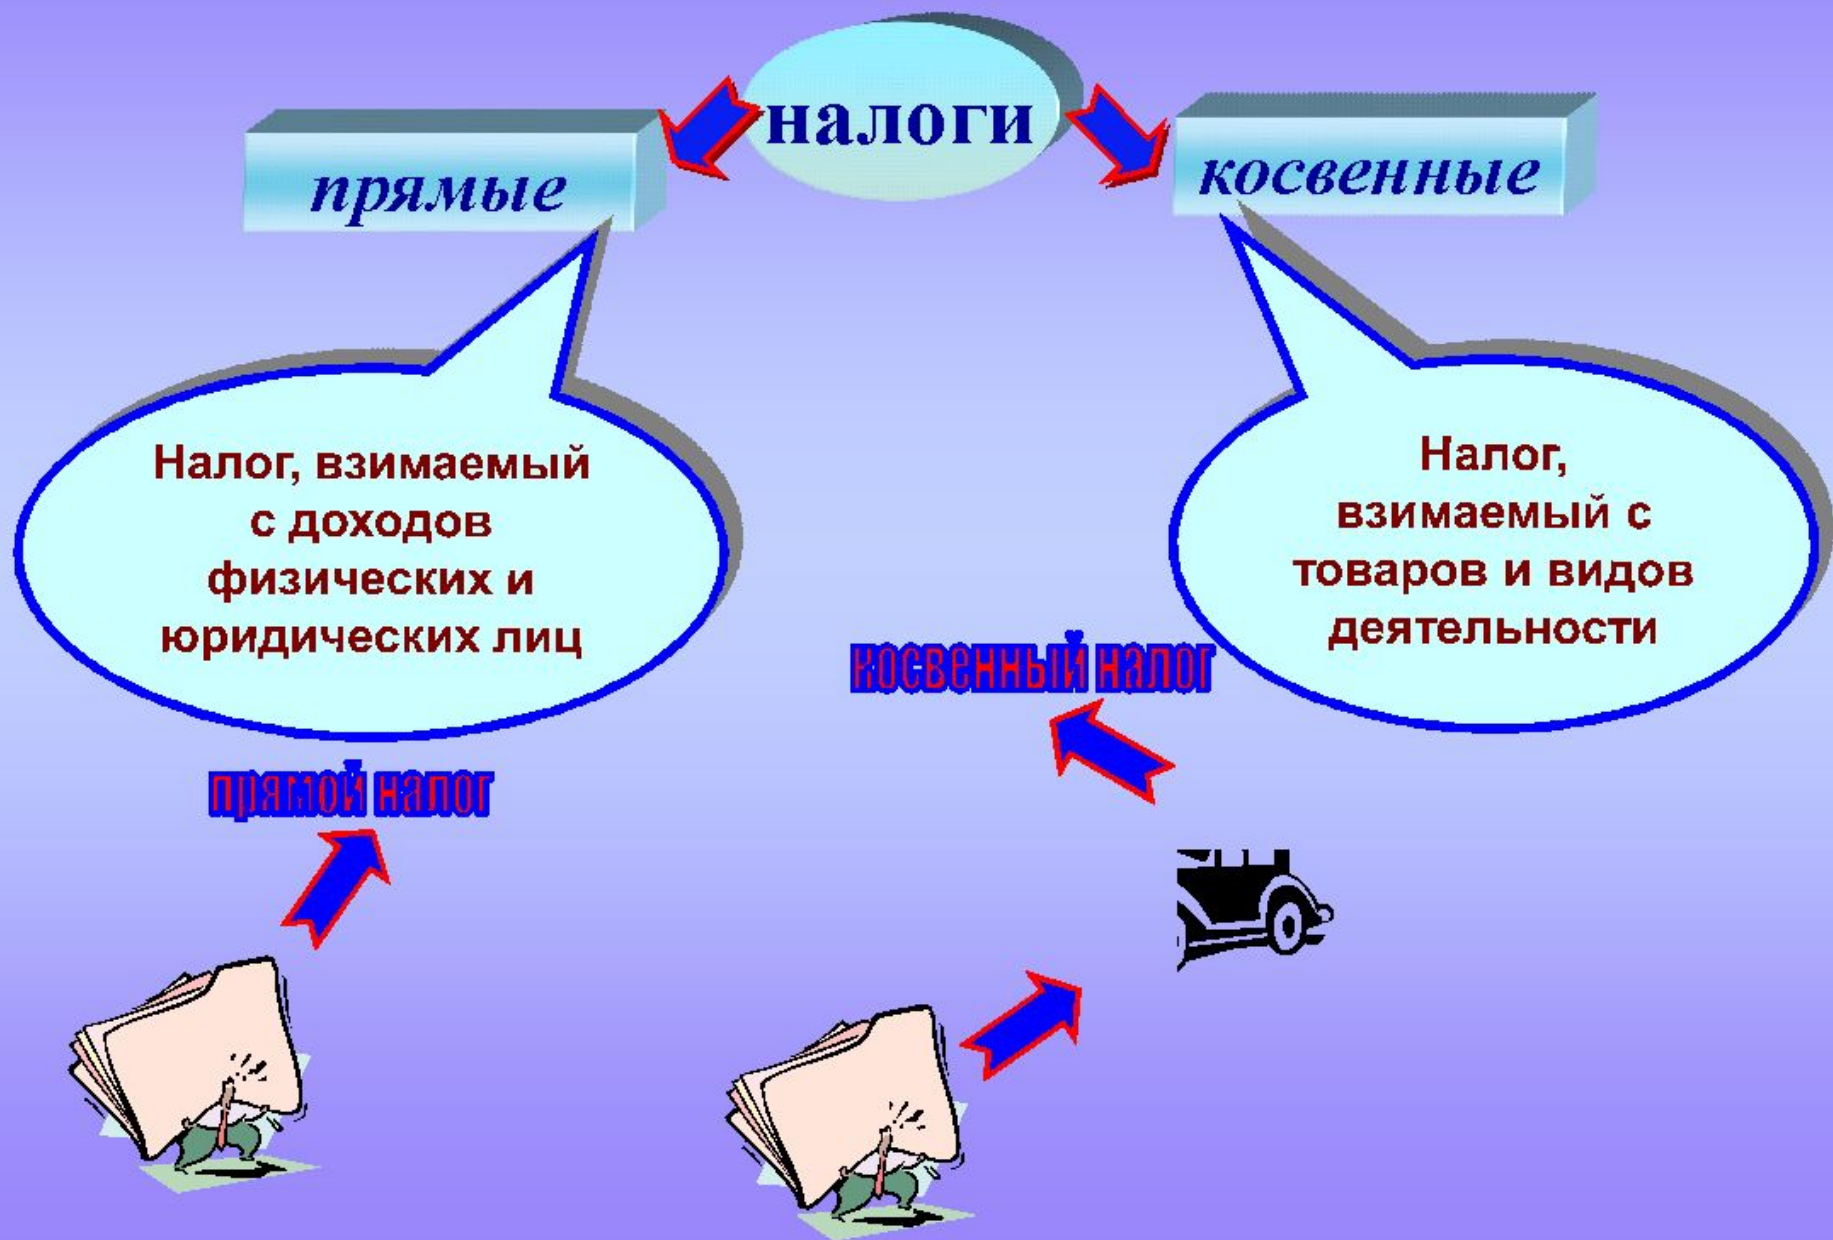 налоги
прямые
косвенные
Налог, взимаемый
с доходов
физических и
юридических лиц
Налог,
взимаемый с
товаров и видов
деятельности
косвенный налог
прямой налог